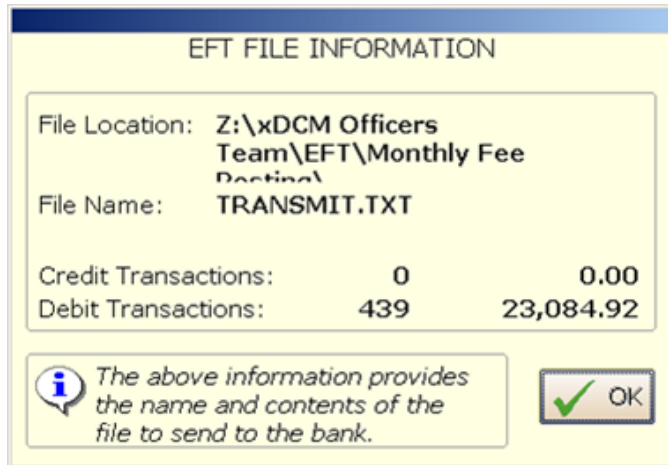 EFT FILE INFORMATION
File Location: Z:\xDCM Officers
Team\EFT\Monthly Fee
Posting\
File Name: TRANSMIT.TXT
Credit Transactions: 0 0.00
Debit Transactions: 439 23,084.92
The above information provides
the name and contents of the
file to send to the bank.
OK